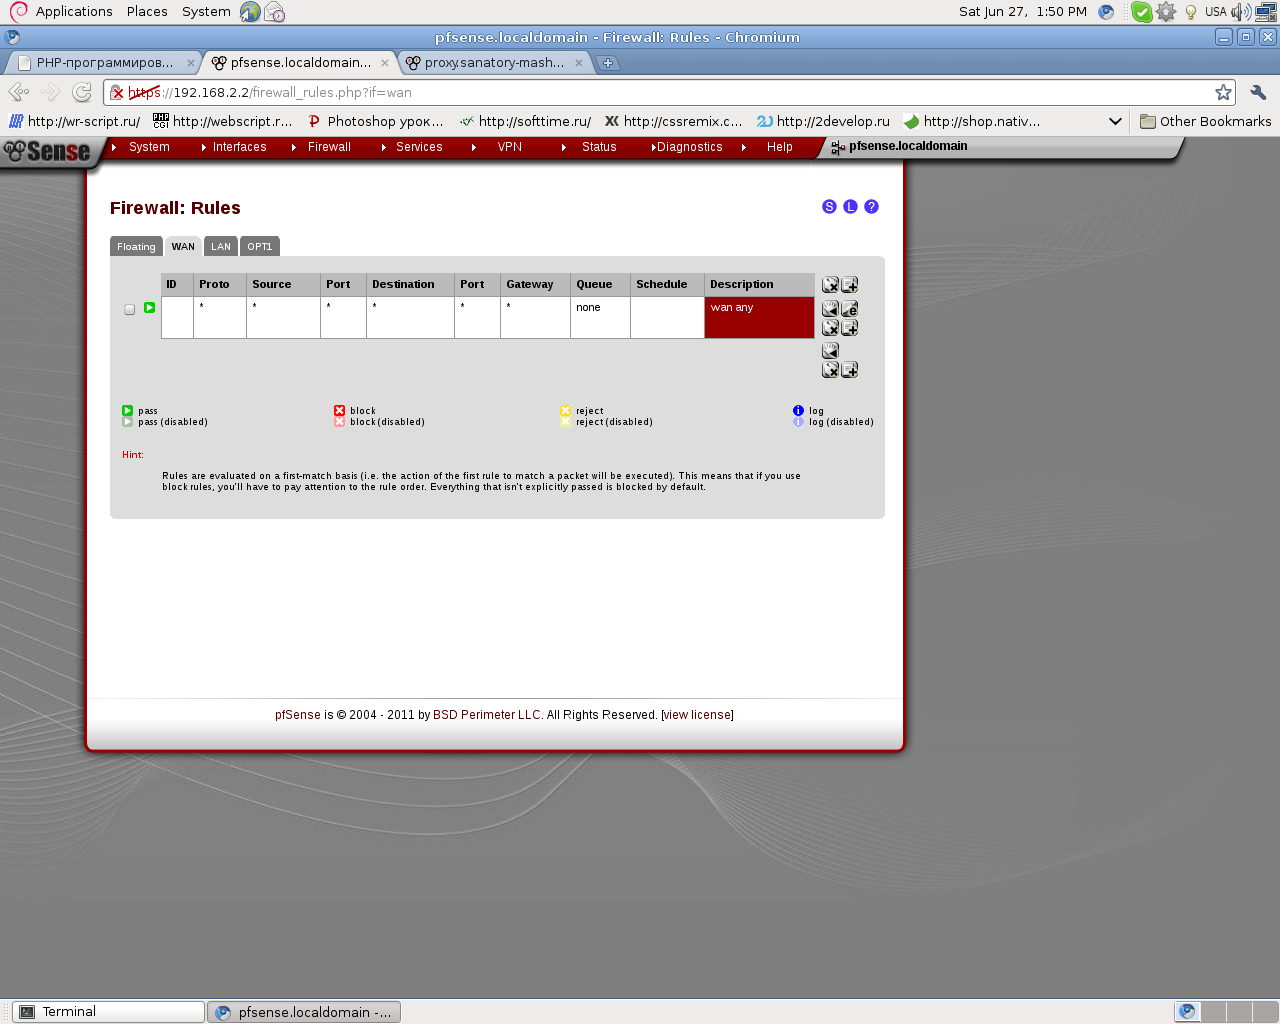 Applications Places System Sat Jun 27, 1:50 PM USA
pfsense.localdomain - Firewall: Rules - Chromium
PHP-программиров... pfsense.localdomain... proxy.sanatory-mash...
https://192.168.2.2/firewall_rules.php?if=wan
http://wr-script.ru/ http://webscript.r... Photoshop урок... http://softtime.ru/ http://cssremix.c... http://2develop.ru http://shop.nativ... Other Bookmarks
Sense System Interfaces Firewall Services VPN Status Diagnostics Help pfsense.localdomain
Firewall: Rules S L ?
Floating WAN LAN OPT1
ID Proto Source Port Destination Port Gateway Queue Schedule Description
* * * * * * none wan any
pass block reject log
pass (disabled) block (disabled) reject (disabled) log (disabled)
Hint:
Rules are evaluated on a first-match basis (i.e. the action of the first rule to match a packet will be executed). This means that if you use
block rules, you'll have to pay attention to the rule order. Everything that isn't explicitly passed is blocked by default.
pfSense is © 2004 - 2011 by BSD Perimeter LLC. All Rights Reserved. [view license]
Terminal pfsense.localdomain -...